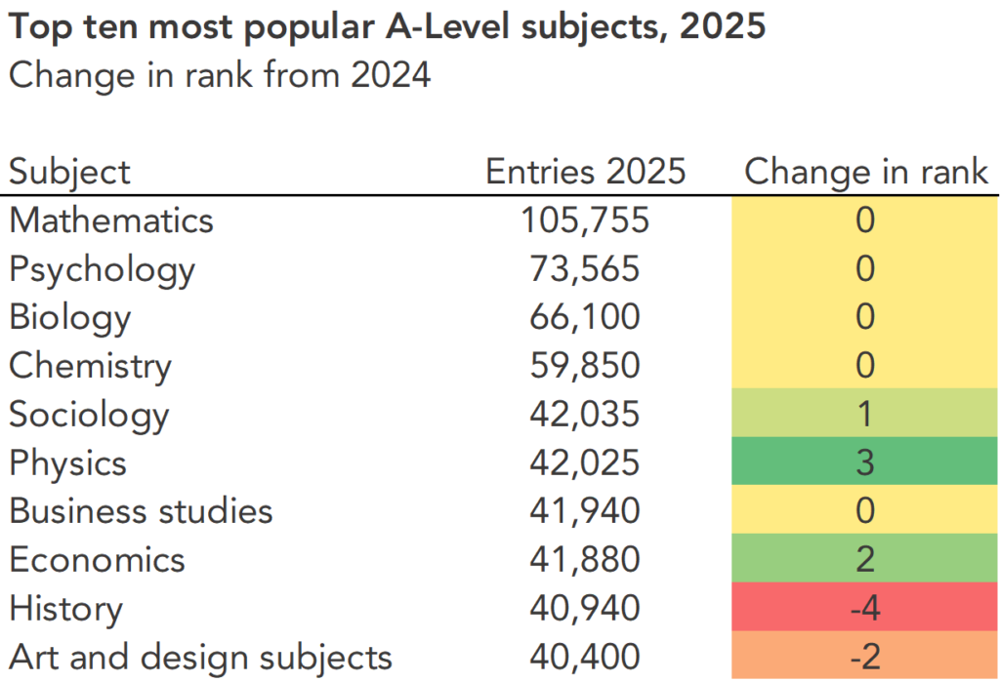 Top ten most popular A-Level subjects, 2025
Change in rank from 2024
Subject Entries 2025 Change in rank
Mathematics 105,755 0
Psychology 73,565 0
Biology 66,100 0
Chemistry 59,850 0
Sociology 42,035 1
Physics 42,025 3
Business studies 41,940 0
Economics 41,880 2
History 40,940 -4
Art and design subjects 40,400 -2